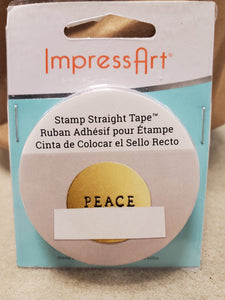 ImpressArt®
Stamp Straight Tape™
Ruban Adhésif pour Étampe
Cinta de Colocar el Sello Recto
PEACE